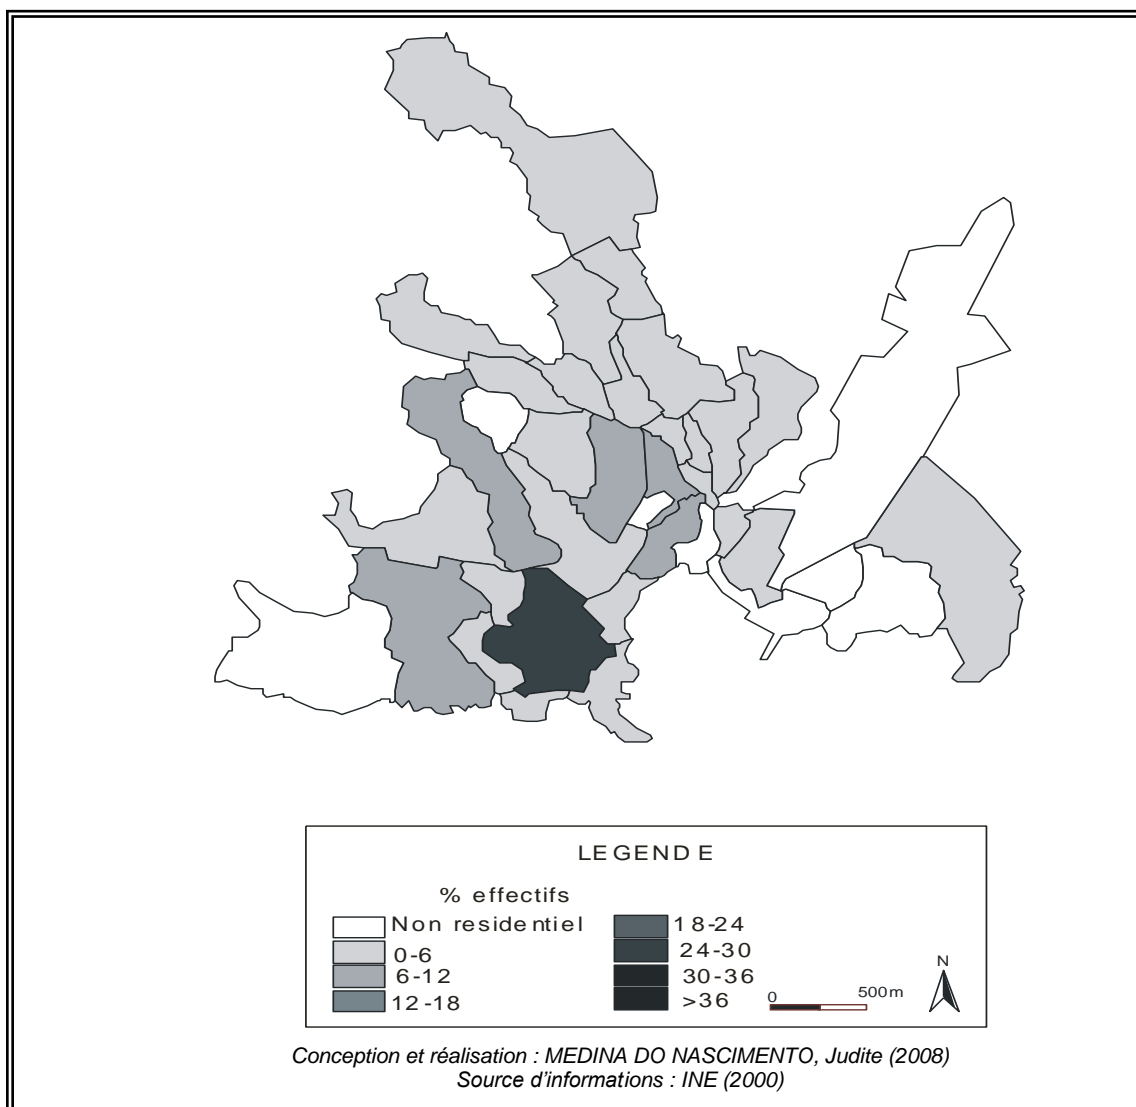 LEGENDE
% effectifs
Non residentiel
0-6
6-12
12-18
18-24
24-30
30-36
>36
0 500m
N
Conception et réalisation : MEDINA DO NASCIMENTO, Judite (2008)
Source d'informations : INE (2000)